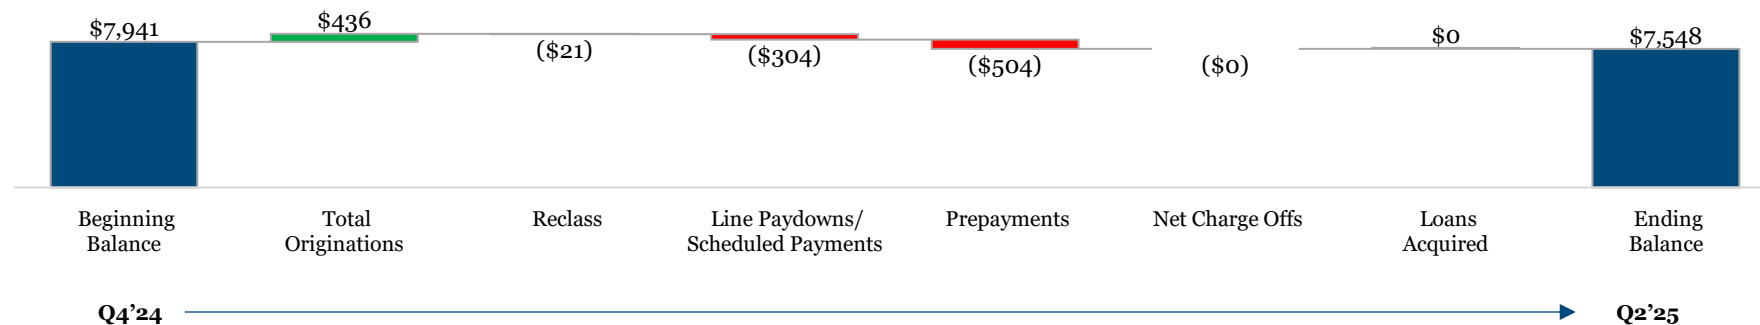 $7,941
$436
($21)
($304)
($504)
($0)
$0
$7,548
Beginning
Balance
Total
Originations
Reclass
Line Paydowns/
Scheduled Payments
Prepayments
Net Charge Offs
Loans
Acquired
Ending
Balance
Q4’24
Q2’25